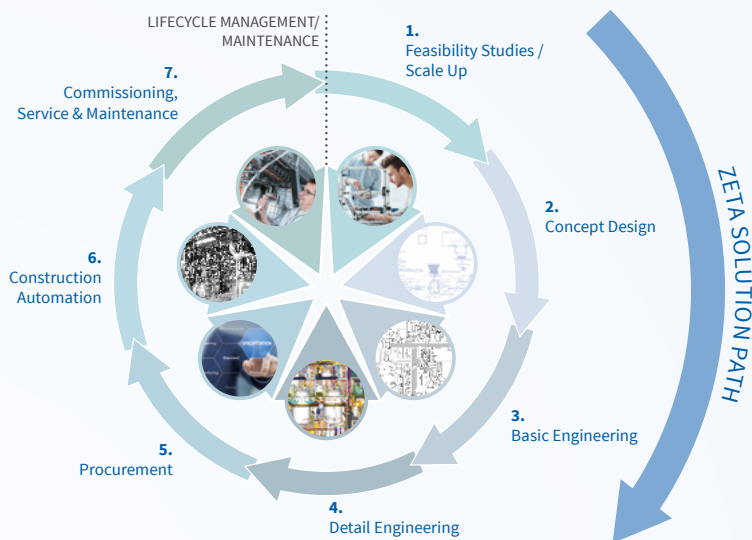 LIFECYCLE MANAGEMENT/
MAINTENANCE
1.
Feasibility Studies /
Scale Up
2.
Concept Design
3.
Basic Engineering
4.
Detail Engineering
5.
Procurement
6.
Construction
Automation
7.
Commissioning,
Service & Maintenance
ZETA SOLUTION PATH